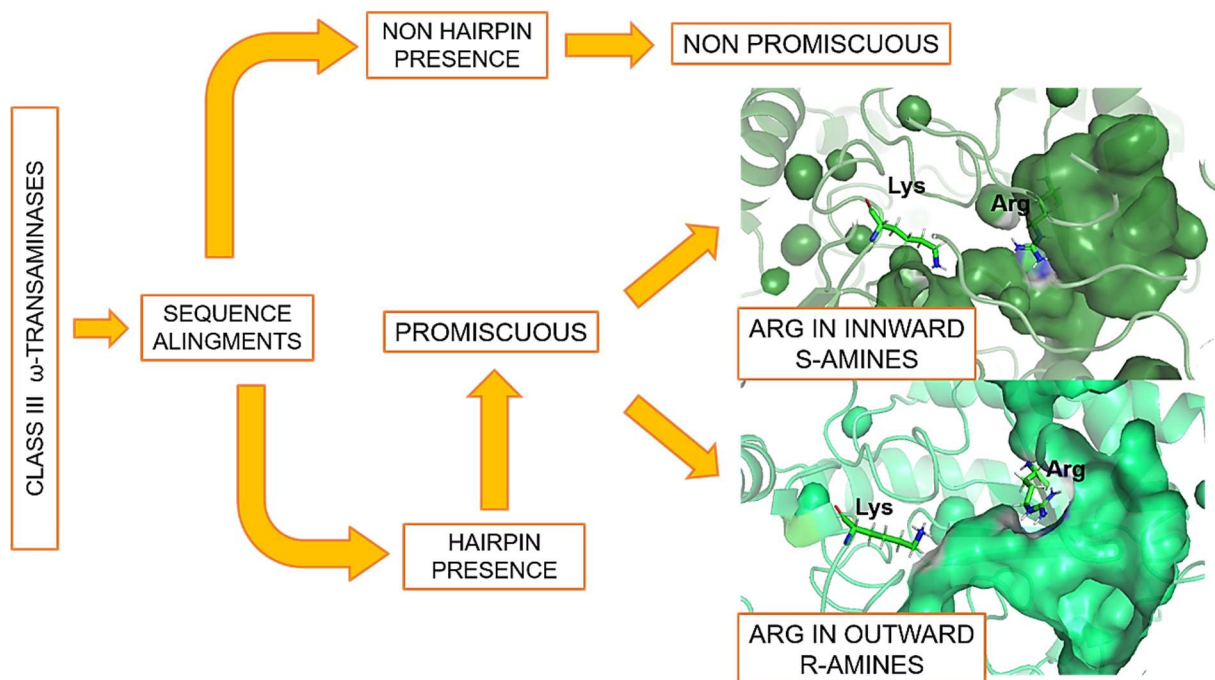 CLASS III ω-TRANSAMINASES
SEQUENCE
ALINGMENTS
NON HAIRPIN
PRESENCE
NON PROMISCUOUS
HAIRPIN
PRESENCE
PROMISCUOUS
Lys
Arg
ARG IN INNWARD
S-AMINES
Lys
Arg
ARG IN OUTWARD
R-AMINES